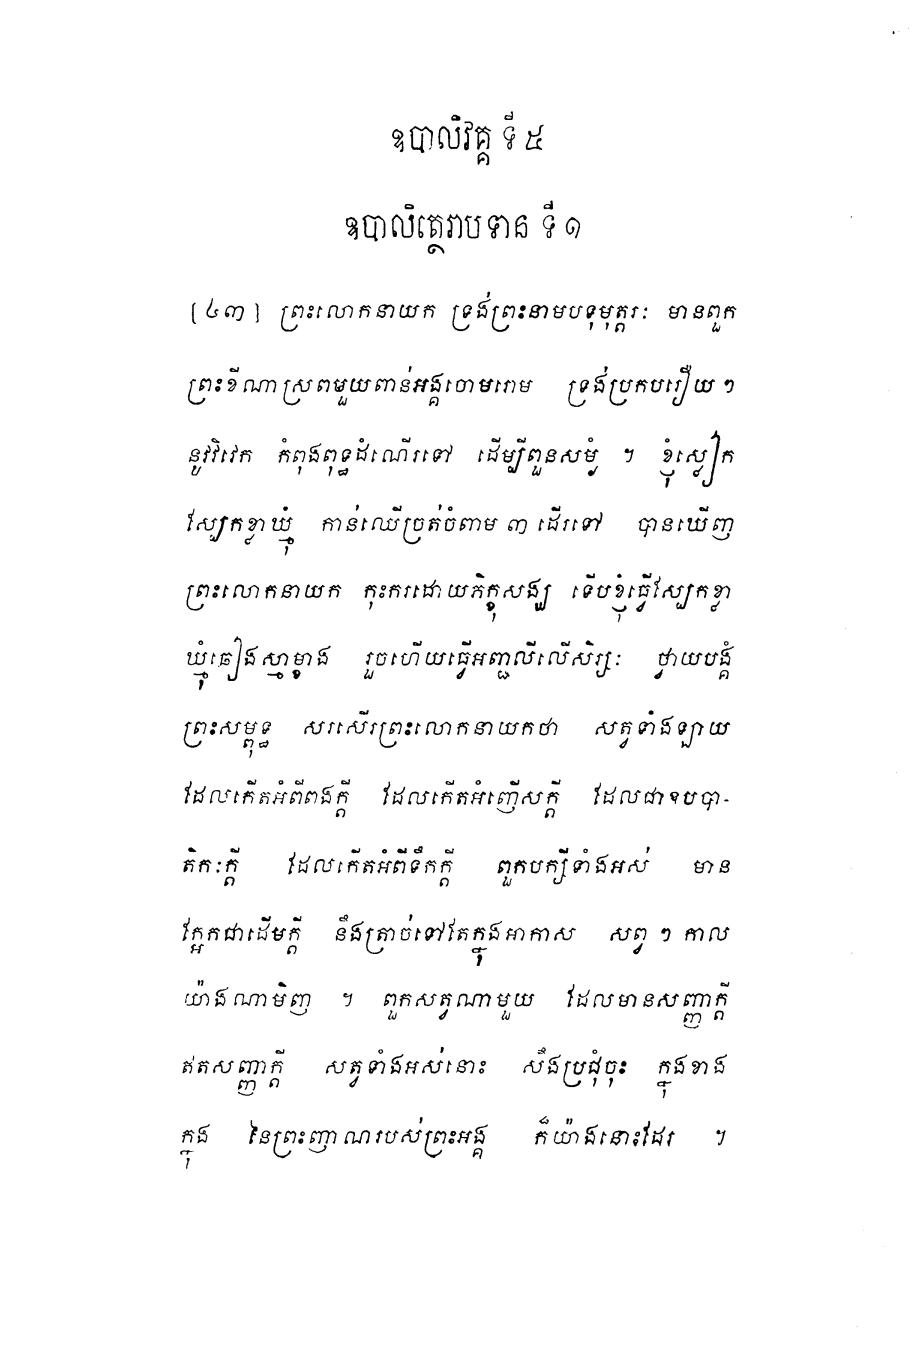 ឧបាលិវគ្គ ទី ៥
ឧបាលិត្ថេរាបទាន ទី ១
[៤៣] ព្រះលោកនាយក ទ្រង់ព្រះនាមបទុមុត្តរៈ មានពួក
ព្រះខីណាស្រពមួយពាន់អង្គចោមរោម ទ្រង់ប្រកបរឿយ ៗ
នូវវិវេក កំពុងពុទ្ធដំណើរទៅ ដើម្បីពួនសម្ងំ ។ ខ្ញុំស្លៀក
ស្បែកខ្លាឃ្មុំ កាន់ឈើច្រត់ចំពាម ៣ ដើរទៅ បានឃើញ
ព្រះលោកនាយក កុះករដោយភិក្ខុសង្ឃ ទើបខ្ញុំធ្វើស្បែកខ្លា
ឃ្មុំឆៀងស្មាម្ខាង រួចហើយធ្វើអញ្ជលីលើសិរ្សៈ ថ្វាយបង្គំ
ព្រះសម្ពុទ្ធ សរសើរព្រះលោកនាយកថា សត្វទាំងឡាយ
ដែលកើតអំពីពងក្តី ដែលកើតអំញើសក្តី ដែលជាឧបបា-
តិកៈក្តី ដែលកើតអំពីទឹកក្តី ពួកបក្សីទាំងអស់ មាន
ក្អែកជាដើមក្តី នឹងត្រាច់ទៅតែក្នុងអាកាស សព្វ ៗ កាល
យ៉ាងណាមិញ ។ ពួកសត្វណាមួយ ដែលមានសញ្ញាក្តី
ឥតសញ្ញាក្តី សត្វទាំងអស់នោះ សឹងប្រជុំចុះ ក្នុងខាង
ក្នុង នៃព្រះញាណរបស់ព្រះអង្គ ក៏យ៉ាងនោះដែរ ។